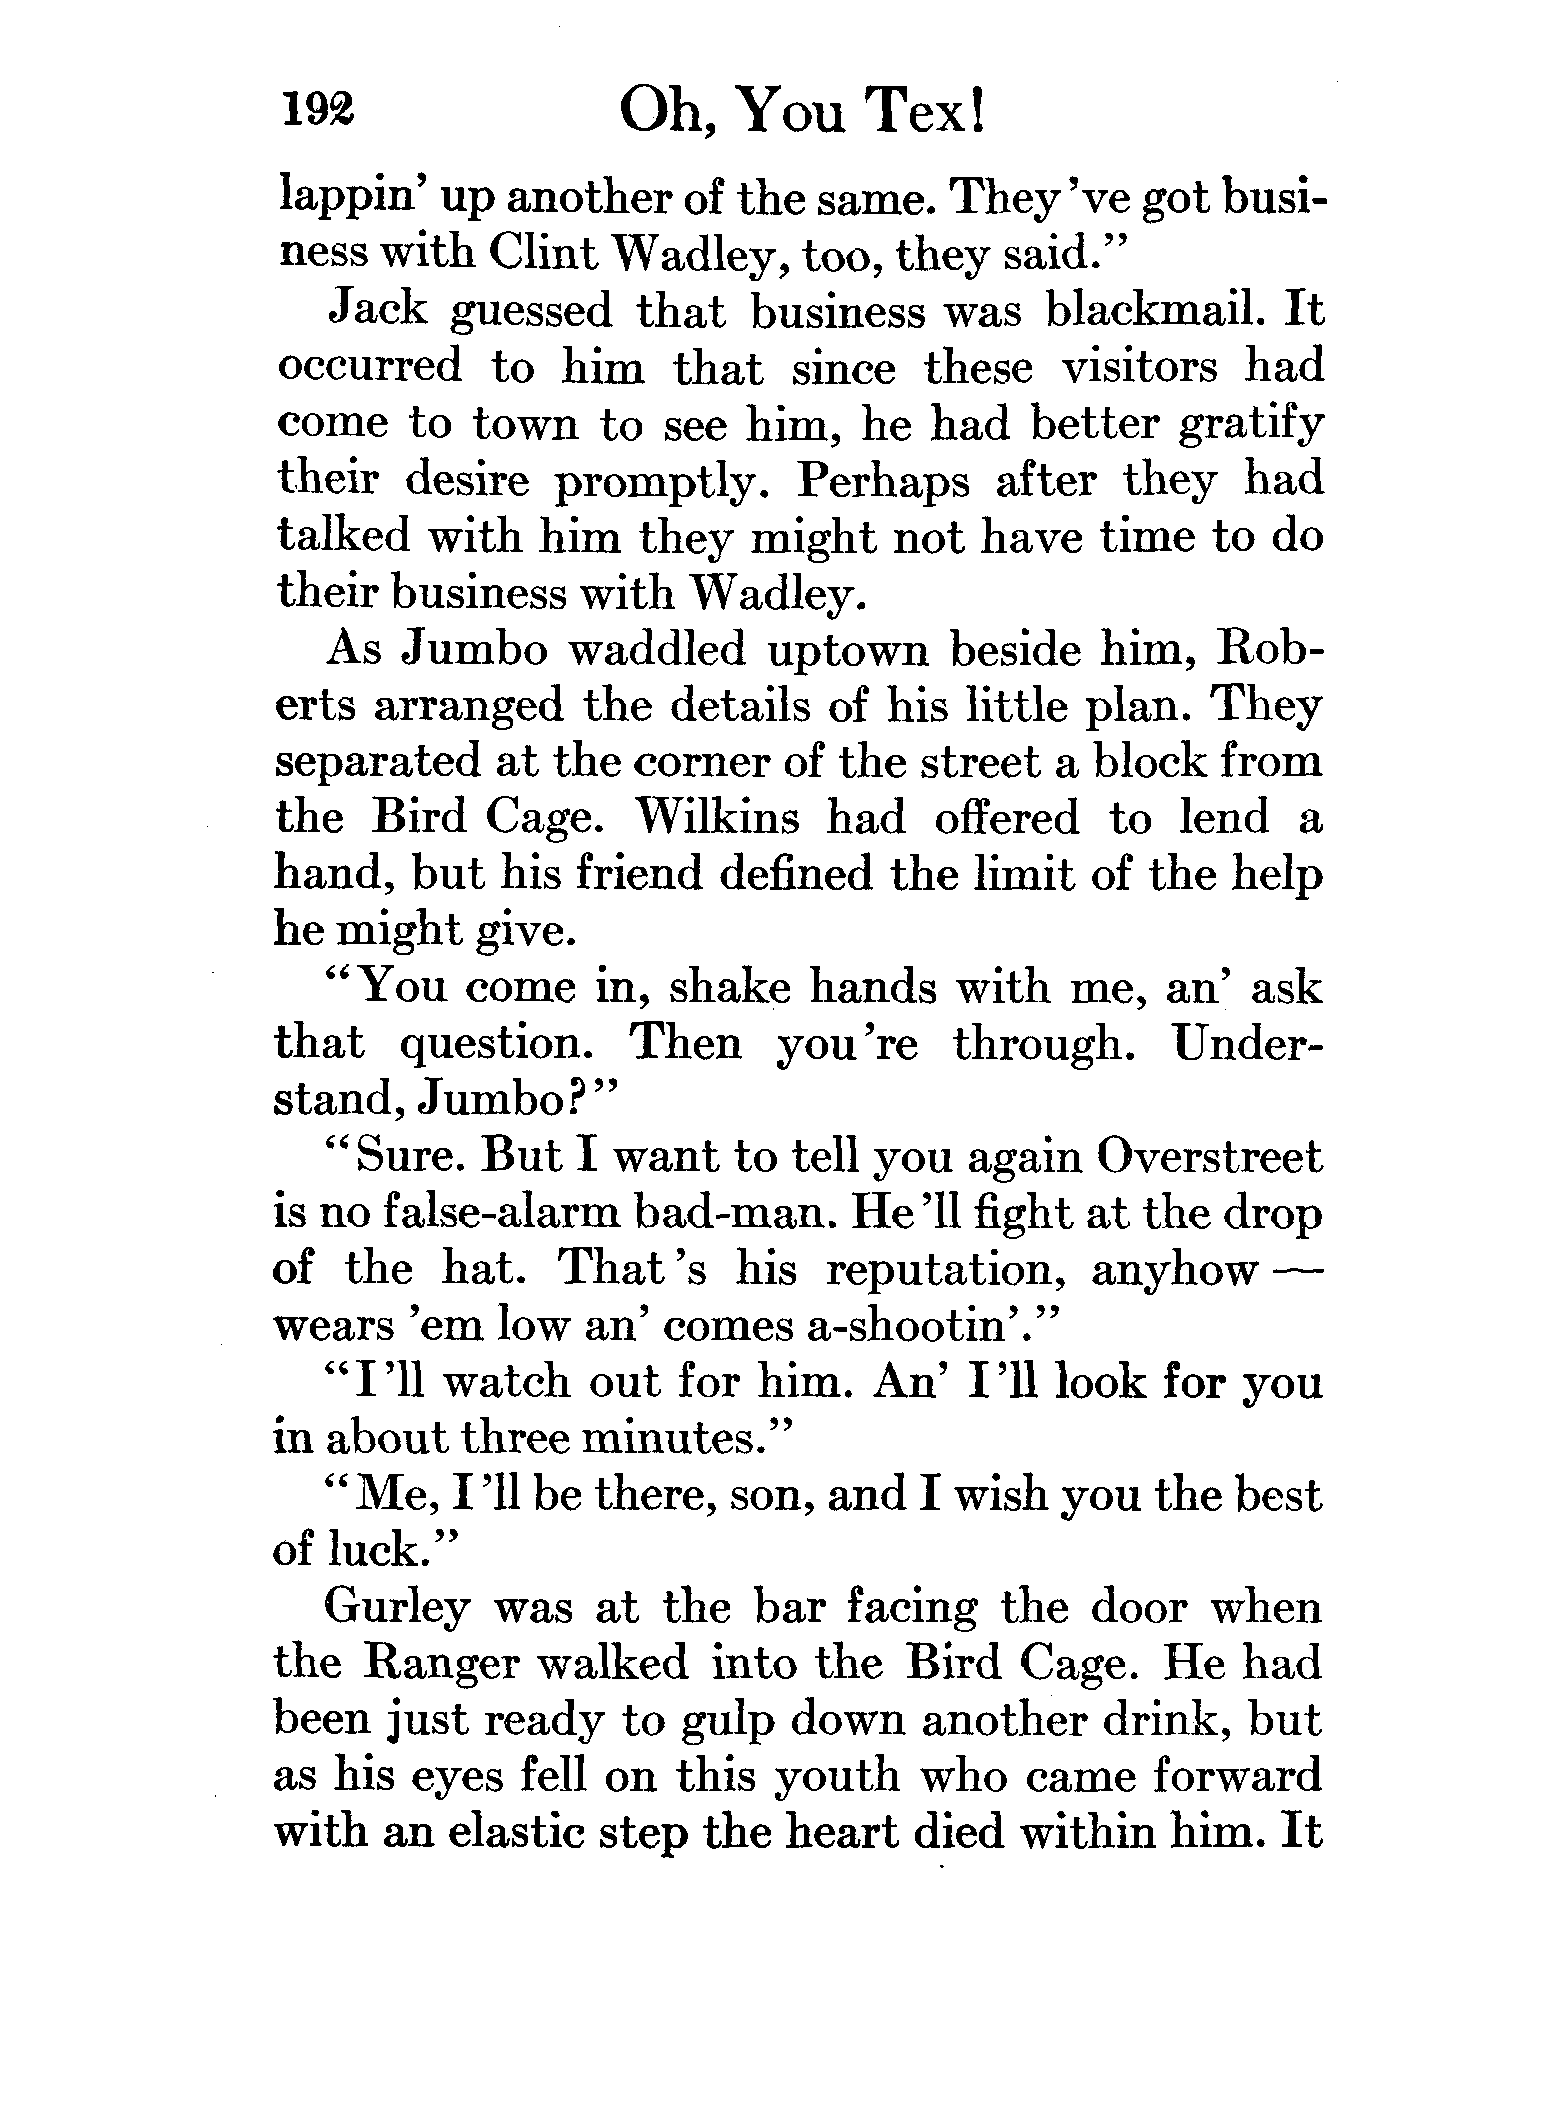 192 Oh, You Tex!
lappin' up another of the same. They've got busi-
ness with Clint Wadley, too, they said."
Jack guessed that business was blackmail. It
occurred to him that since these visitors had
come to town to see him, he had better gratify
their desire promptly. Perhaps after they had
talked with him they might not have time to do
their business with Wadley.
As Jumbo waddled uptown beside him, Rob-
erts arranged the details of his little plan. They
separated at the corner of the street a block from
the Bird Cage. Wilkins had offered to lend a
hand, but his friend defined the limit of the help
he might give.
"You come in, shake hands with me, an' ask
that question. Then you're through. Under-
stand, Jumbo?"
"Sure. But I want to tell you again Overstreet
is no false-alarm bad-man. He'll fight at the drop
of the hat. That's his reputation, anyhow —
wears 'em low an' comes a-shootin'."
"I'll watch out for him. An' I'll look for you
in about three minutes."
"Me, I'll be there, son, and I wish you the best
of luck."
Gurley was at the bar facing the door when
the Ranger walked into the Bird Cage. He had
been just ready to gulp down another drink, but
as his eyes fell on this youth who came forward
with an elastic step the heart died within him. It